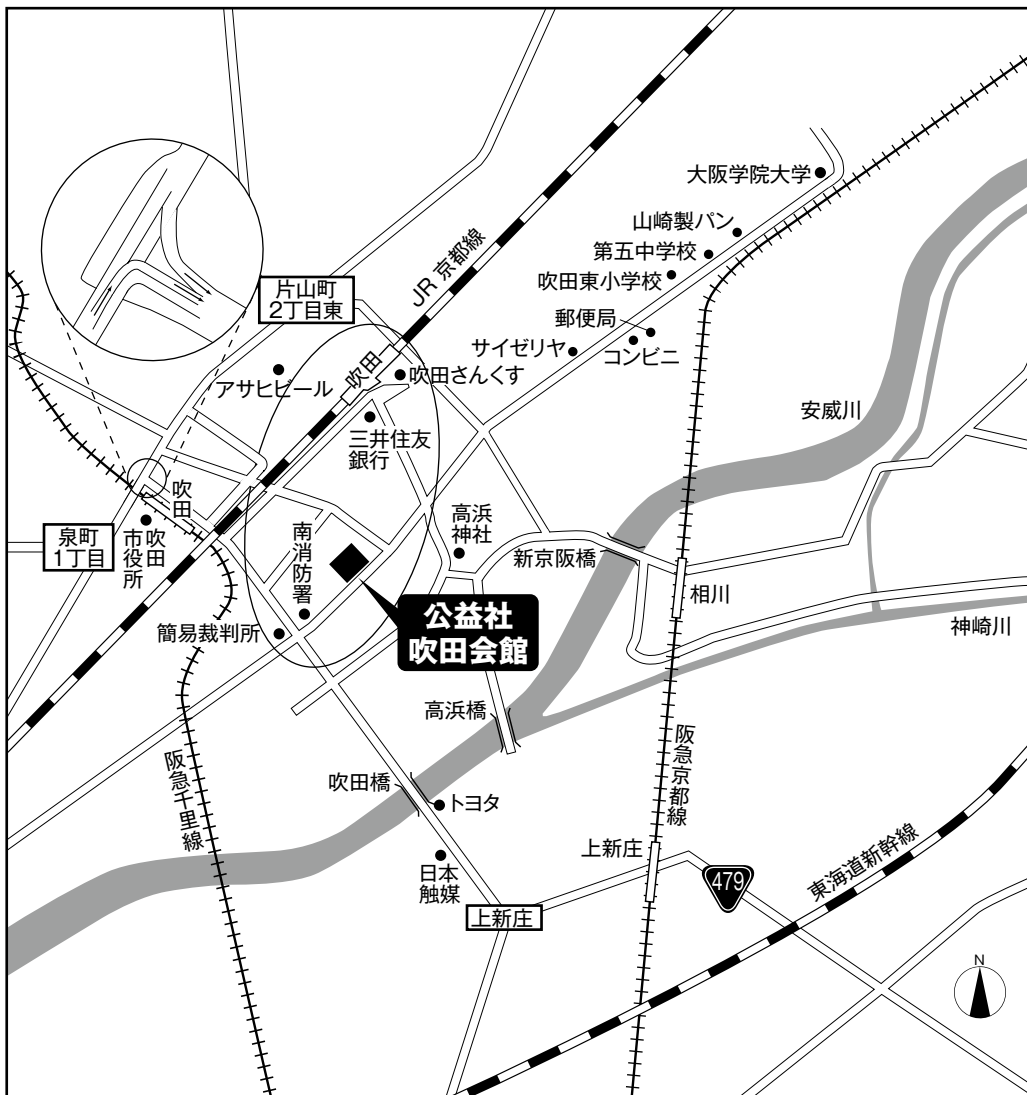 大阪学院大学
山崎製パン
第五中学校
吹田東小学校
JR 京都線
片山町
2丁目東
郵便局
コンビニ
サイゼリヤ
吹田
吹田さんくす
アサヒビール
安威川
三井住友
銀行
吹田
高浜
神社
泉町
1丁目
吹田
市役所
南消防署
新京阪橋
相川
公益社
吹田会館
簡易裁判所
神崎川
高浜橋
阪急千里線
阪急京都線
吹田橋
トヨタ
上新庄
東海道新幹線
日本
触媒
479
上新庄
N